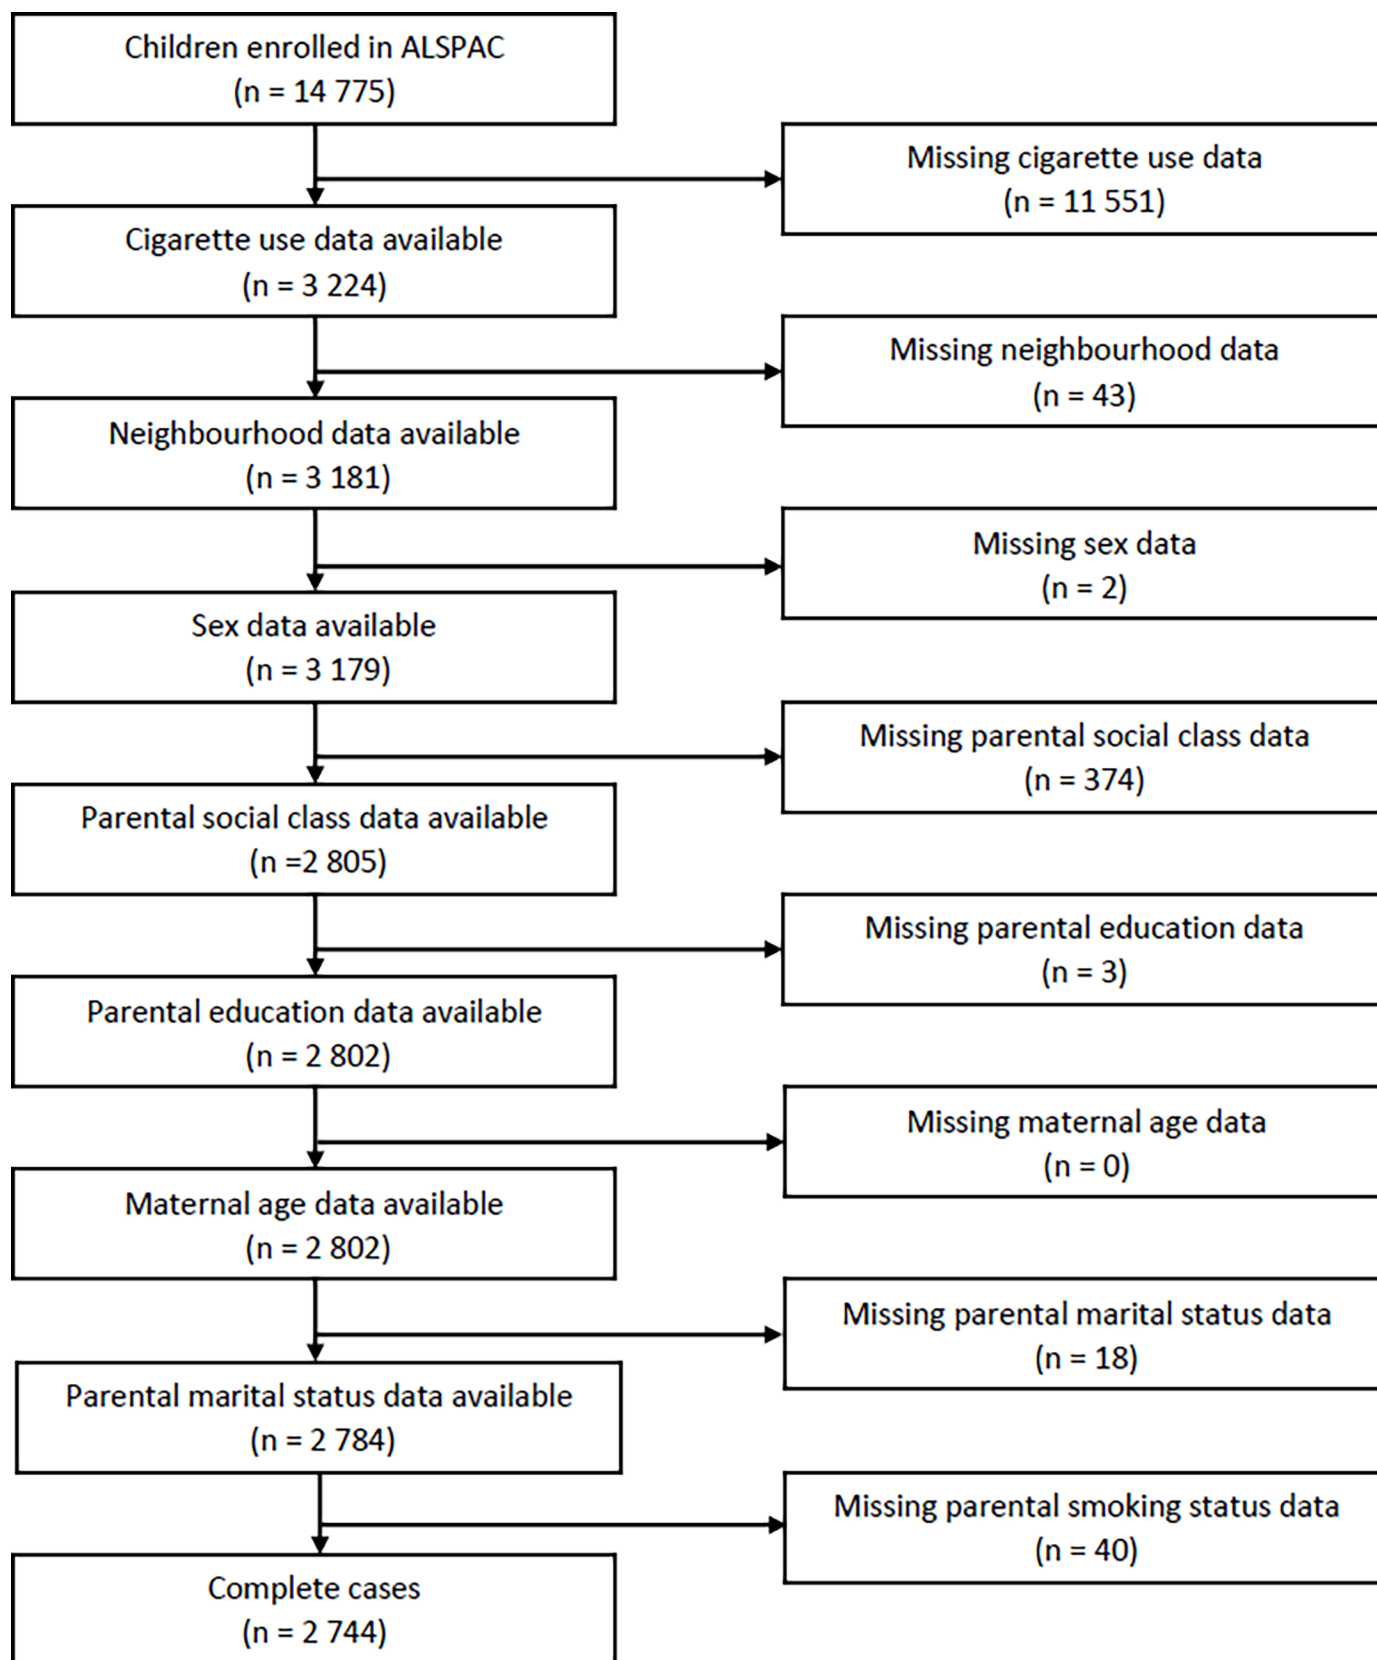 Children enrolled in ALSPAC
(n = 14 775)
Missing cigarette use data
(n = 11 551)
Cigarette use data available
(n = 3 224)
Missing neighbourhood data
(n = 43)
Neighbourhood data available
(n = 3 181)
Missing sex data
(n = 2)
Sex data available
(n = 3 179)
Missing parental social class data
(n = 374)
Parental social class data available
(n =2 805)
Missing parental education data
(n = 3)
Parental education data available
(n = 2 802)
Missing maternal age data
(n = 0)
Maternal age data available
(n = 2 802)
Missing parental marital status data
(n = 18)
Parental marital status data available
(n = 2 784)
Missing parental smoking status data
(n = 40)
Complete cases
(n = 2 744)